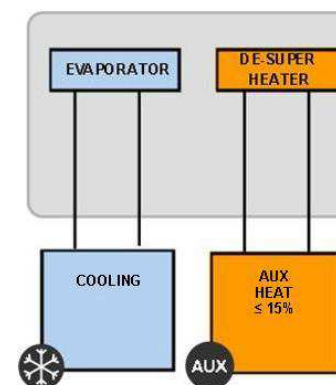 EVAPORATOR
DE-SUPER
HEATER
COOLING
AUX
HEAT
≤ 15%
AUX